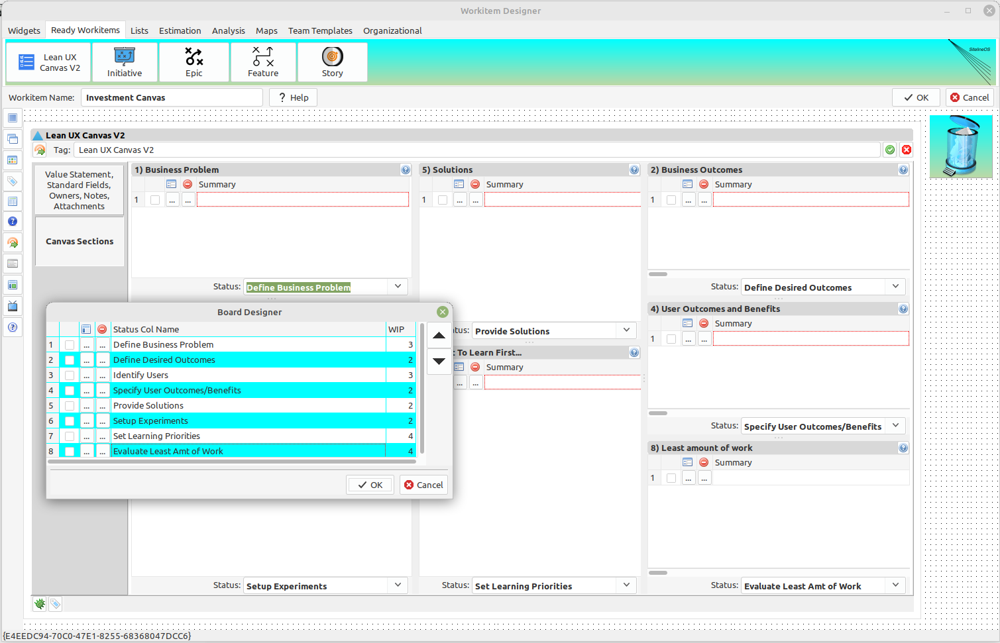 Workitem Designer
Widgets Ready Workitems Lists Estimation Analysis Maps Team Templates Organizational
Lean UX
Canvas V2
Initiative
Epic
Feature
Story
SitelineOS
Workitem Name: Investment Canvas ? Help OK Cancel
Lean UX Canvas V2
Tag: Lean UX Canvas V2
Value Statement,
Standard Fields,
Owners, Notes,
Attachments
Canvas Sections
1) Business Problem
Summary
1 ... ...
Status: Define Business Problem
5) Solutions
Summary
1 ... ...
tus: Provide Solutions
2) Business Outcomes
Summary
1 ... ...
Status: Define Desired Outcomes
4) User Outcomes and Benefits
Summary
1 ... ...
Status: Specify User Outcomes/Benefits
Board Designer
Status Col Name WIP
1 ... ... Define Business Problem 3
2 ... ... Define Desired Outcomes 2
3 ... ... Identify Users 3
4 ... ... Specify User Outcomes/Benefits 2
5 ... ... Provide Solutions 2
6 ... ... Setup Experiments 2
7 ... ... Set Learning Priorities 4
8 ... ... Evaluate Least Amt of Work 4
OK Cancel
To Learn First...
Summary
... ...
8) Least amount of work
Summary
1 ... ...
Status: Setup Experiments
Status: Set Learning Priorities
Status: Evaluate Least Amt of Work
{E4EEDC94-70C0-47E1-8255-68368047DCC6}